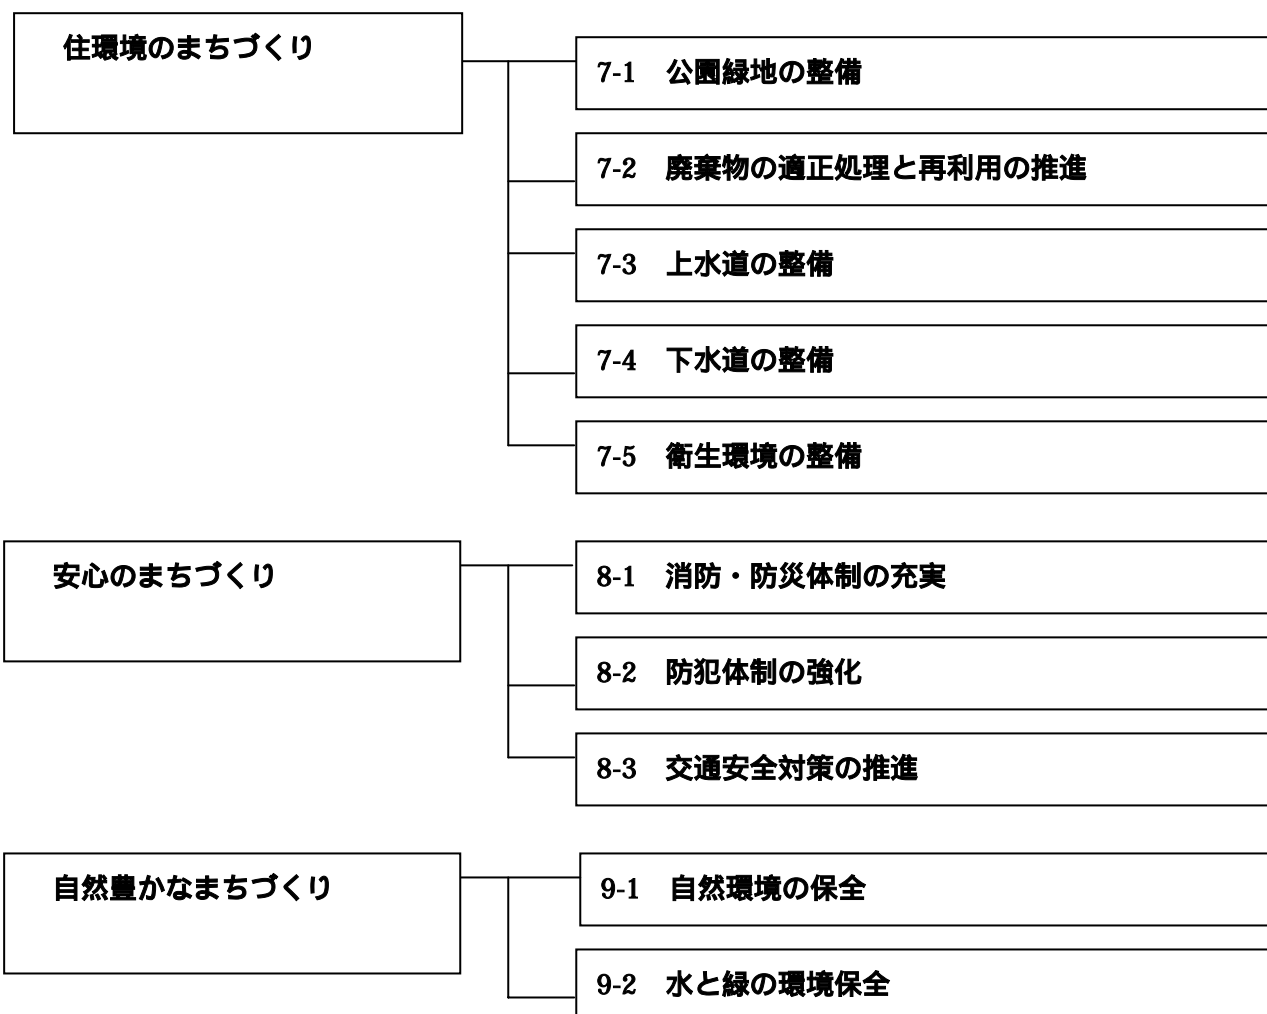 住環境のまちづくり
7-1 公園緑地の整備
7-2 廃棄物の適正処理と再利用の推進
7-3 上水道の整備
7-4 下水道の整備
7-5 衛生環境の整備
安心のまちづくり
8-1 消防・防災体制の充実
8-2 防犯体制の強化
8-3 交通安全対策の推進
自然豊かなまちづくり
9-1 自然環境の保全
9-2 水と緑の環境保全